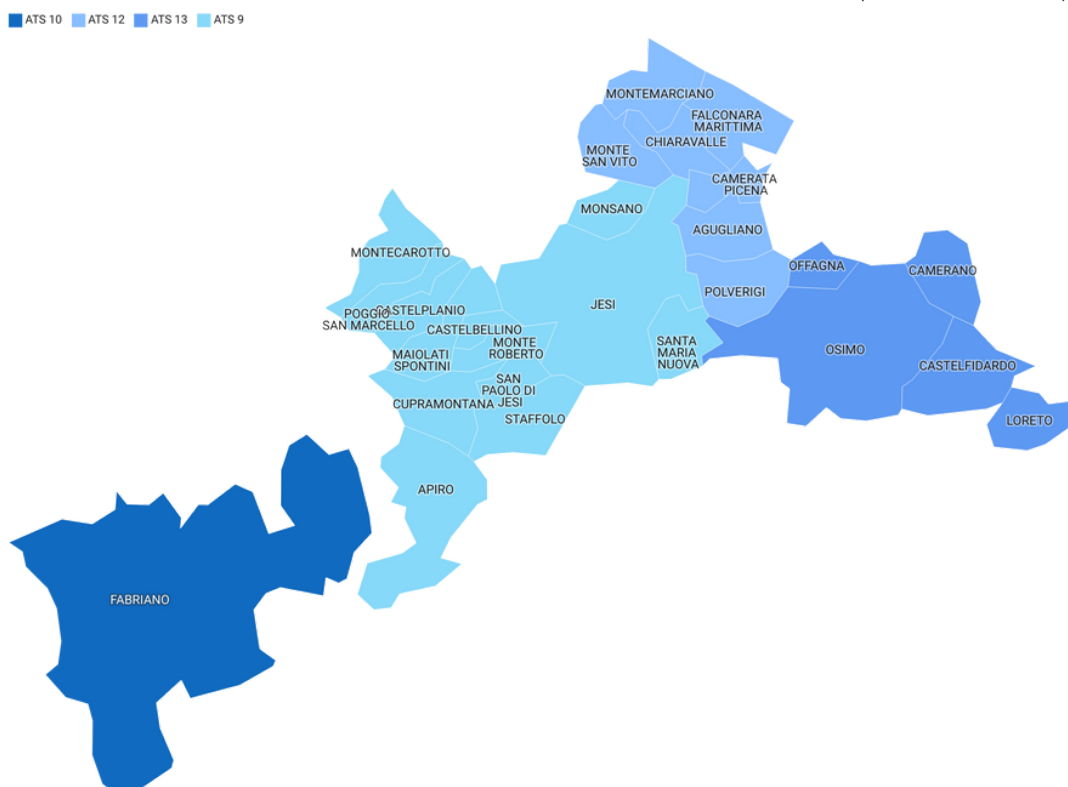 ATS 10 ATS 12 ATS 13 ATS 9
MONTEMARCIANO
FALCONARA
MARITTIMA
CHIARAVALLE
MONTE
SAN VITO
CAMERATA
PICENA
MONSANO
AGUGLIANO
MONTECAROTTO
OFFAGNA
CAMERANO
POLVERIGI
JESI
CASTELPLANIO
POGGIO
SAN MARCELLO
CASTELBELLINO
MONTE
ROBERTO
SANTA
MARIA
NUOVA
OSIMO
MAIOLATI
SPONTINI
CASTELFIDARDO
SAN
PAOLO DI
JESI
CUPRAMONTANA
STAFFOLO
LORETO
APIRO
FABRIANO